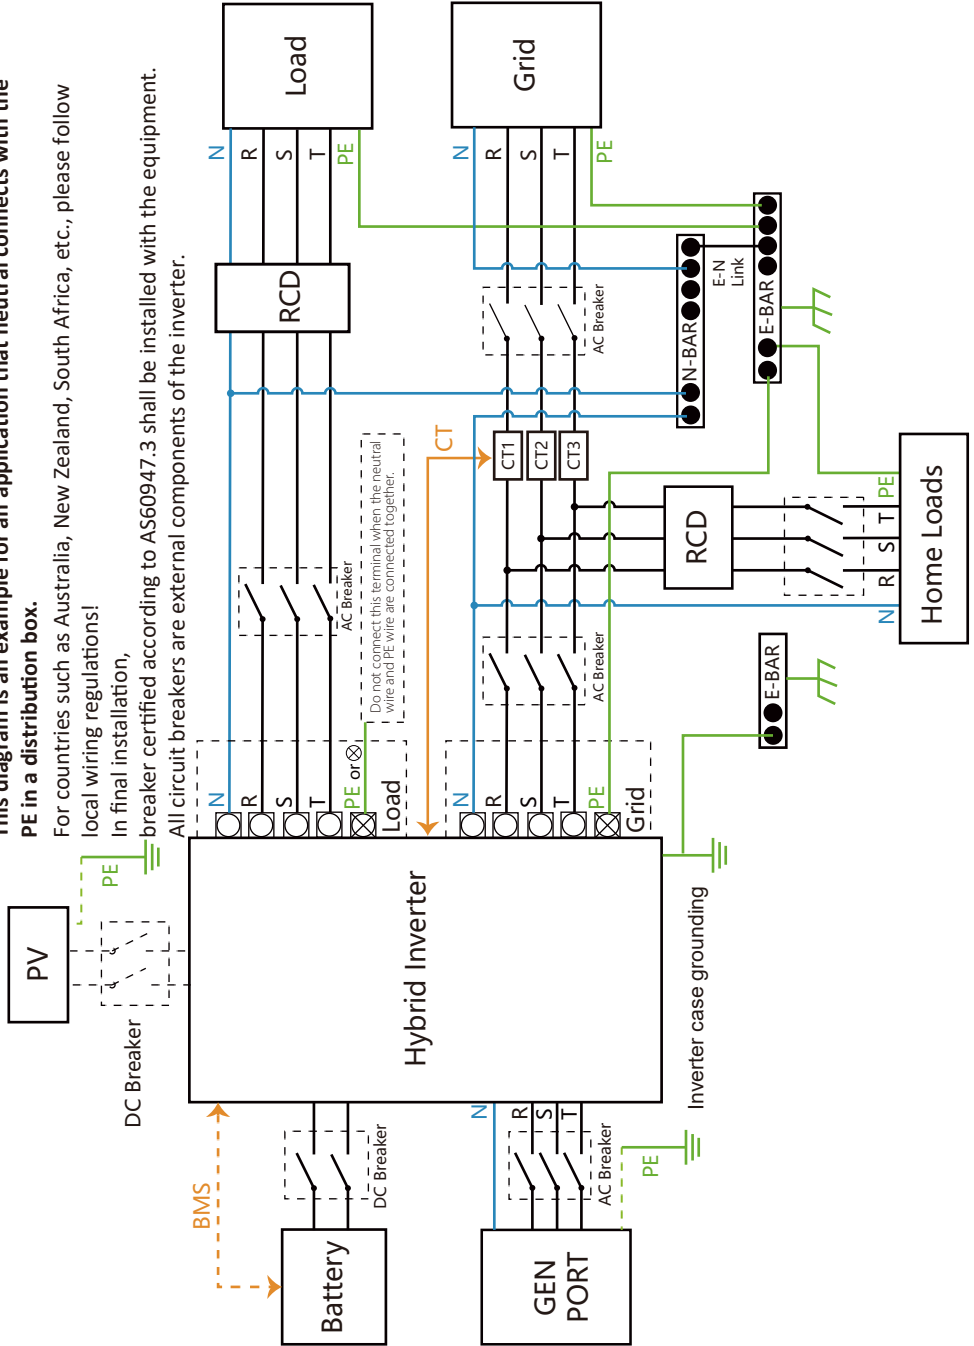 This diagram is an example for an application that neutral connects with the
PE in a distribution box.
For countries such as Australia, New Zealand, South Africa, etc., please follow
local wiring regulations!
In final installation,
breaker certified according to AS60947.3 shall be installed with the equipment.
All circuit breakers are external components of the inverter.
PV
PE
DC Breaker
BMS
Battery
DC Breaker
Hybrid Inverter
GEN
PORT
N
R
S
T
AC Breaker
PE
Inverter case grounding
N
R
S
T
PE or
Load
AC Breaker
Do not connect this terminal when the neutral
wire and PE wire are connected together.
RCD
N
R
S
T
PE
Load
CT
N
R
S
T
PE
Grid
AC Breaker
CT1
CT2
CT3
AC Breaker
N
R
S
T
PE
Grid
N-BAR
E-N
Link
E-BAR
RCD
N
R
S
T
PE
Home Loads
E-BAR